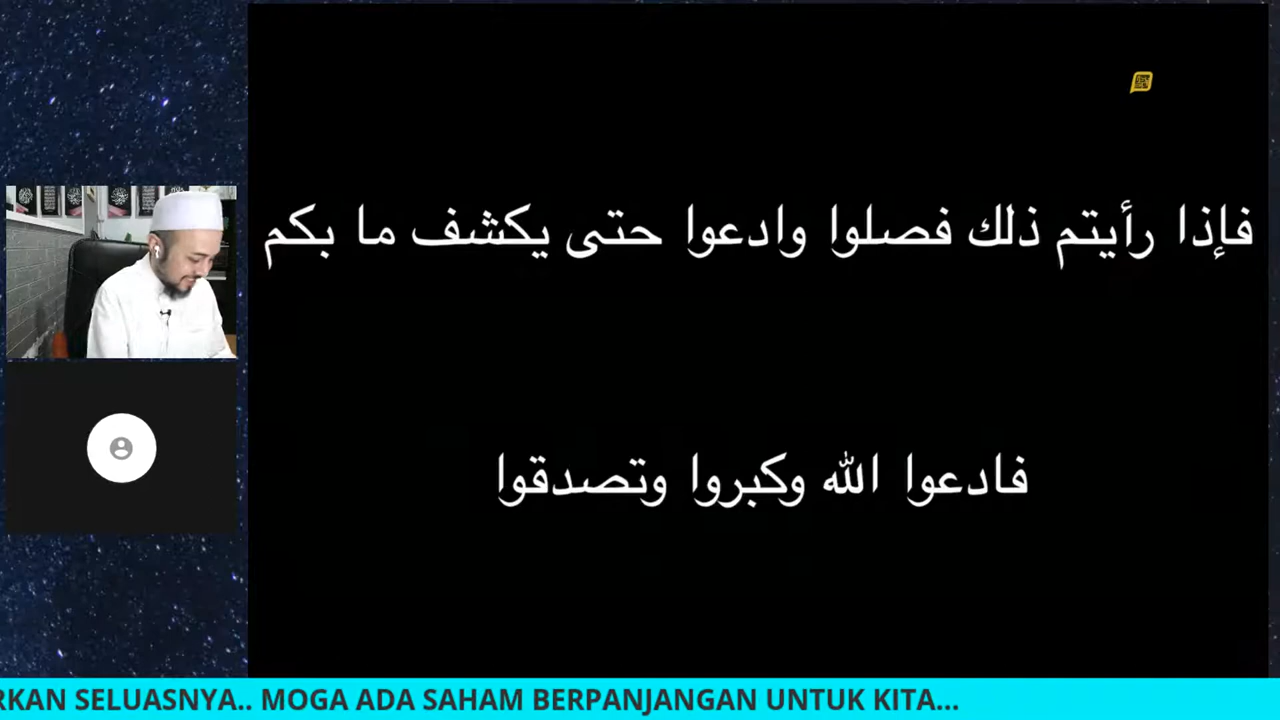 فإذا رأيتم ذلك فصلوا وادعوا حتى يكشف ما بكم
فادعوا الله وكبروا وتصدقوا
RKAN SELUASNYA.. MOGA ADA SAHAM BERPANJANGAN UNTUK KITA...